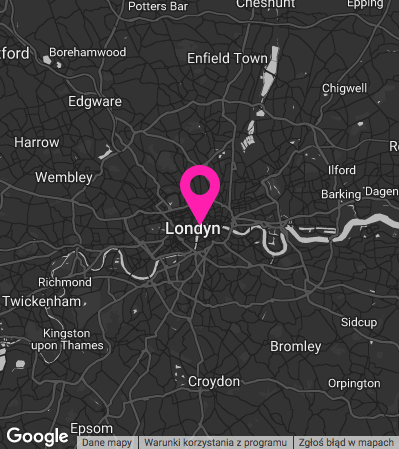 Potters Bar
Cheshunt
Epping
Borehamwood
Enfield Town
Chigwell
Edgware
Harrow
Wembley
Ilford
Barking
Dagen
Londyn
Richmond
Twickenham
Kingston
upon Thames
Sidcup
Bromley
Croydon
Orpington
Epsom
Google
Dane mapy
Warunki korzystania z programu
Zgłoś błąd w mapach